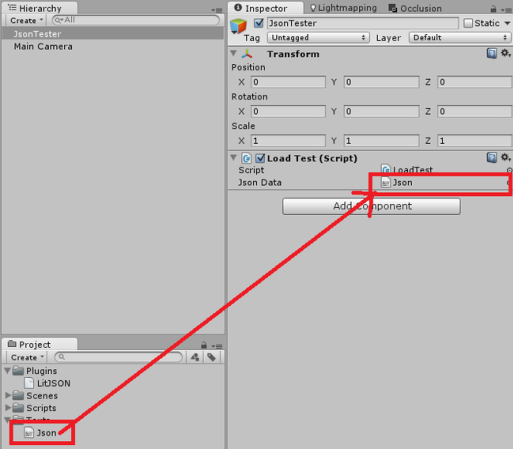 Hierarchy
Create
All
JsonTester
Main Camera
Inspector
Lightmapping
Occlusion
JsonTester
Static
Tag
Untagged
Layer
Default
Transform
Position
X 0 Y 0 Z 0
Rotation
X 0 Y 0 Z 0
Scale
X 1 Y 1 Z 1
Load Test (Script)
Script
LoadTest
Json Data
Json
Add Component
Project
Create
Plugins
LitJSON
Scenes
Scripts
Json